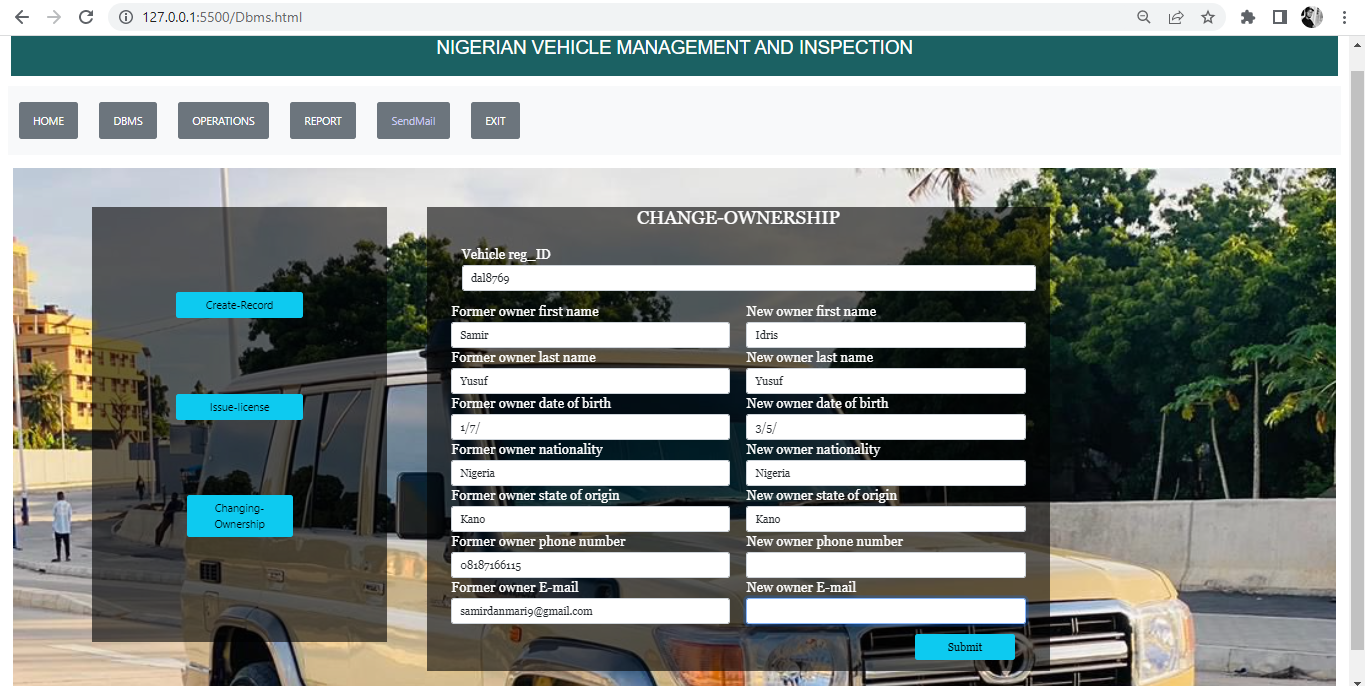 127.0.0.1:5500/Dbms.html
NIGERIAN VEHICLE MANAGEMENT AND INSPECTION
HOME DBMS OPERATIONS REPORT SendMail EXIT
Create-Record
Issue-license
Changing-
Ownership
CHANGE-OWNERSHIP
Vehicle reg_ID
dal8769
Former owner first name New owner first name
Samir Idris
Former owner last name New owner last name
Yusuf Yusuf
Former owner date of birth New owner date of birth
1/7/ 3/5/
Former owner nationality New owner nationality
Nigeria Nigeria
Former owner state of origin New owner state of origin
Kano Kano
Former owner phone number New owner phone number
08187166115
Former owner E-mail New owner E-mail
samirdanmari9@gmail.com
Submit